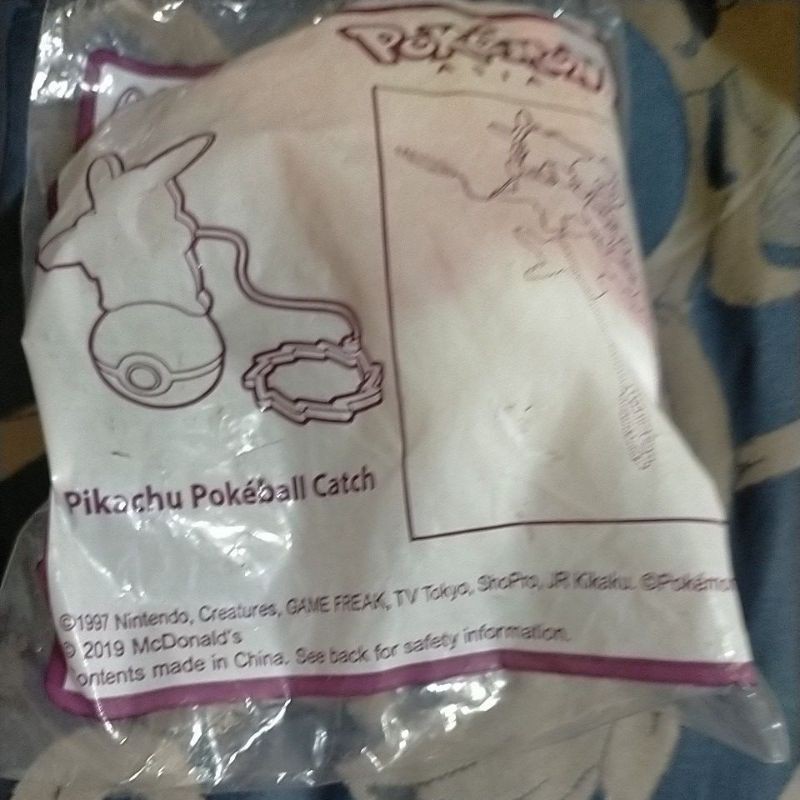 POKÉMON
Pikachu Pokéball Catch
©1997 Nintendo, Creatures, GAME FREAK, TV Tokyo, ShoPro, JR Kikaku. ©Pokémon
© 2019 McDonald's
ontents made in China. See back for safety information.